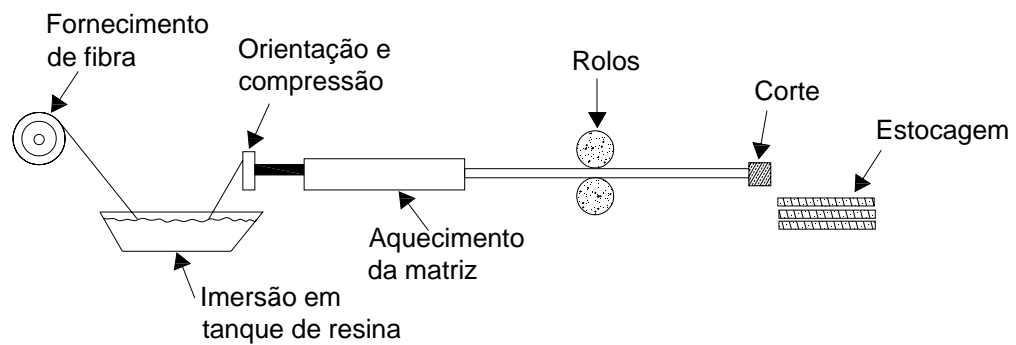 Fornecimento
de fibra
Orientação e
compressão
Rolos
Corte
Estocagem
Aquecimento
da matriz
Imersão em
tanque de resina